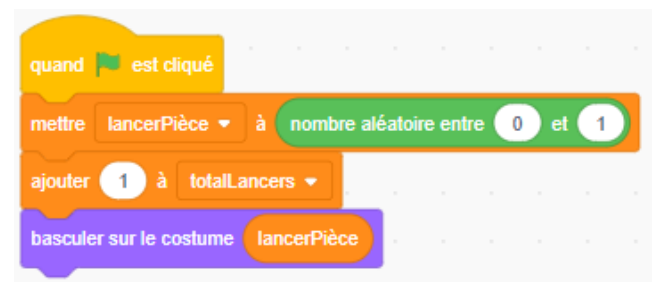 quand est cliqué
mettre lancerPièce à nombre aléatoire entre 0 et 1
ajouter 1 à totalLancers
basculer sur le costume lancerPièce